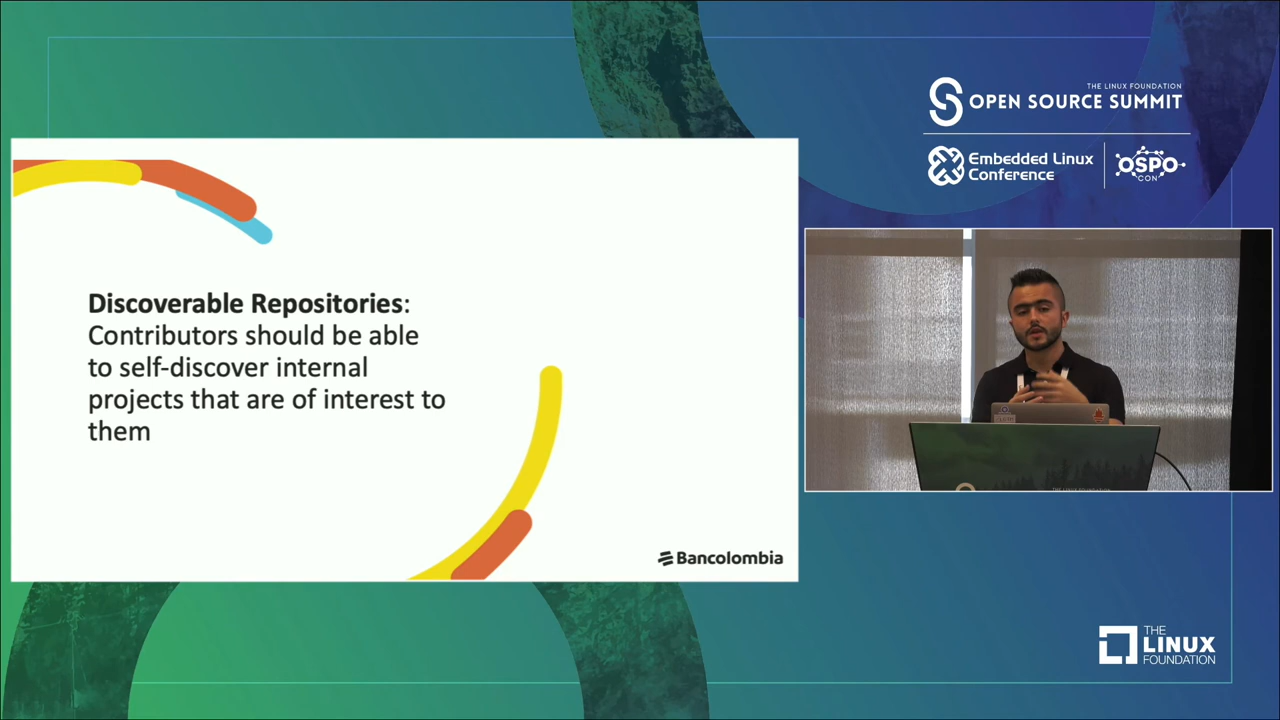 THE LINUX FOUNDATION
OPEN SOURCE SUMMIT
Embedded Linux
Conference
OSPO
CON
Discoverable Repositories:
Contributors should be able
to self-discover internal
projects that are of interest to
them
Bancolombia
THE
LINUX
FOUNDATION